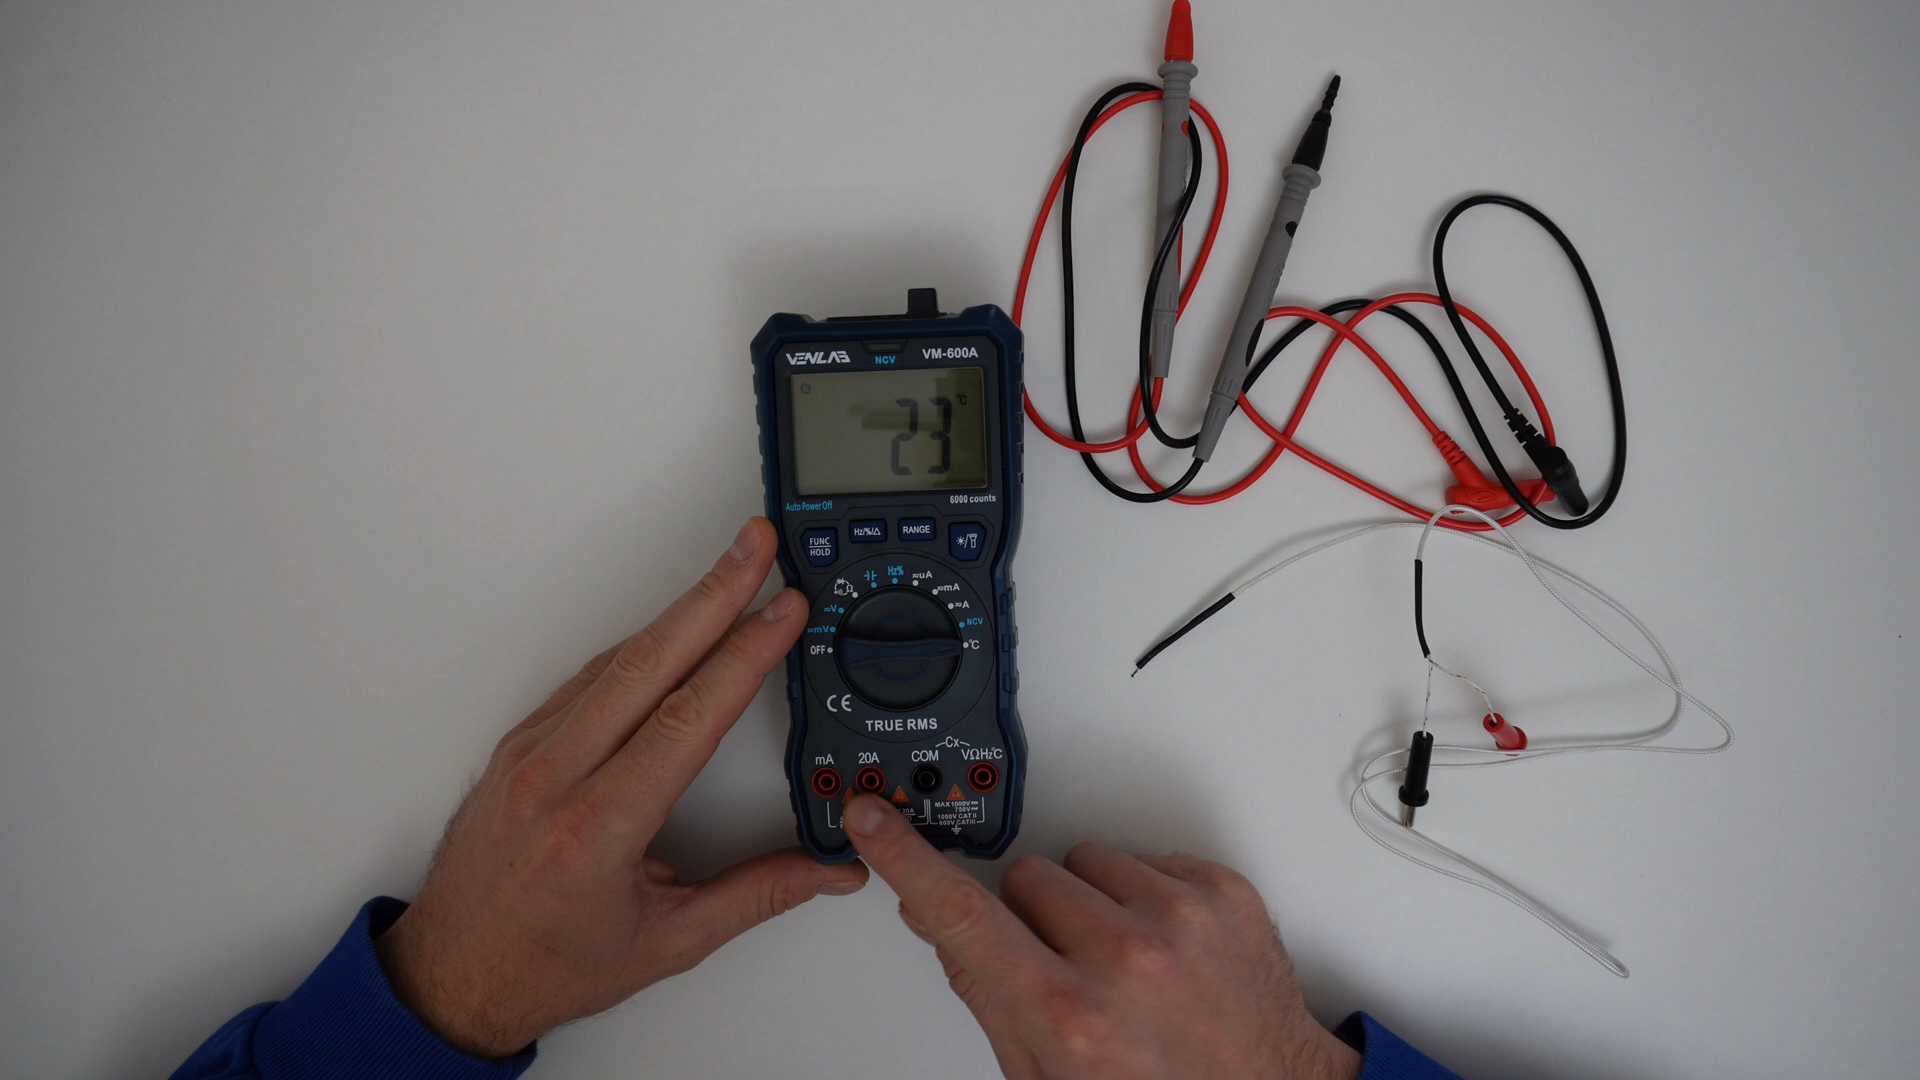 VENLAB
NCV
VM-600A
23 °C
Auto Power Off
6000 counts
FUNC
HOLD
Hz/%/△
RANGE
Hz%
uA
mA
A
NCV
°C
V
mV
OFF
Ω
CE
TRUE RMS
mA
20A
COM
Cx
VΩHz°C
MAX 1000V
750V
1000V CAT II
600V CAT III